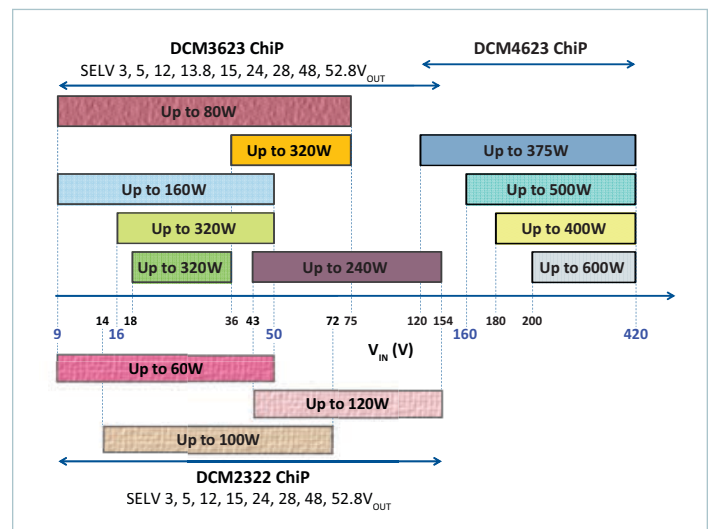 DCM3623 ChiP
SELV 3, 5, 12, 13.8, 15, 24, 28, 48, 52.8V_OUT
DCM4623 ChiP
Up to 80W
Up to 320W
Up to 375W
Up to 160W
Up to 500W
Up to 320W
Up to 400W
Up to 320W
Up to 240W
Up to 600W
14 18 36 43 72 75 120 154 180 200
9 16 50 160 420
V_IN (V)
Up to 60W
Up to 120W
Up to 100W
DCM2322 ChiP
SELV 3, 5, 12, 15, 24, 28, 48, 52.8V_OUT